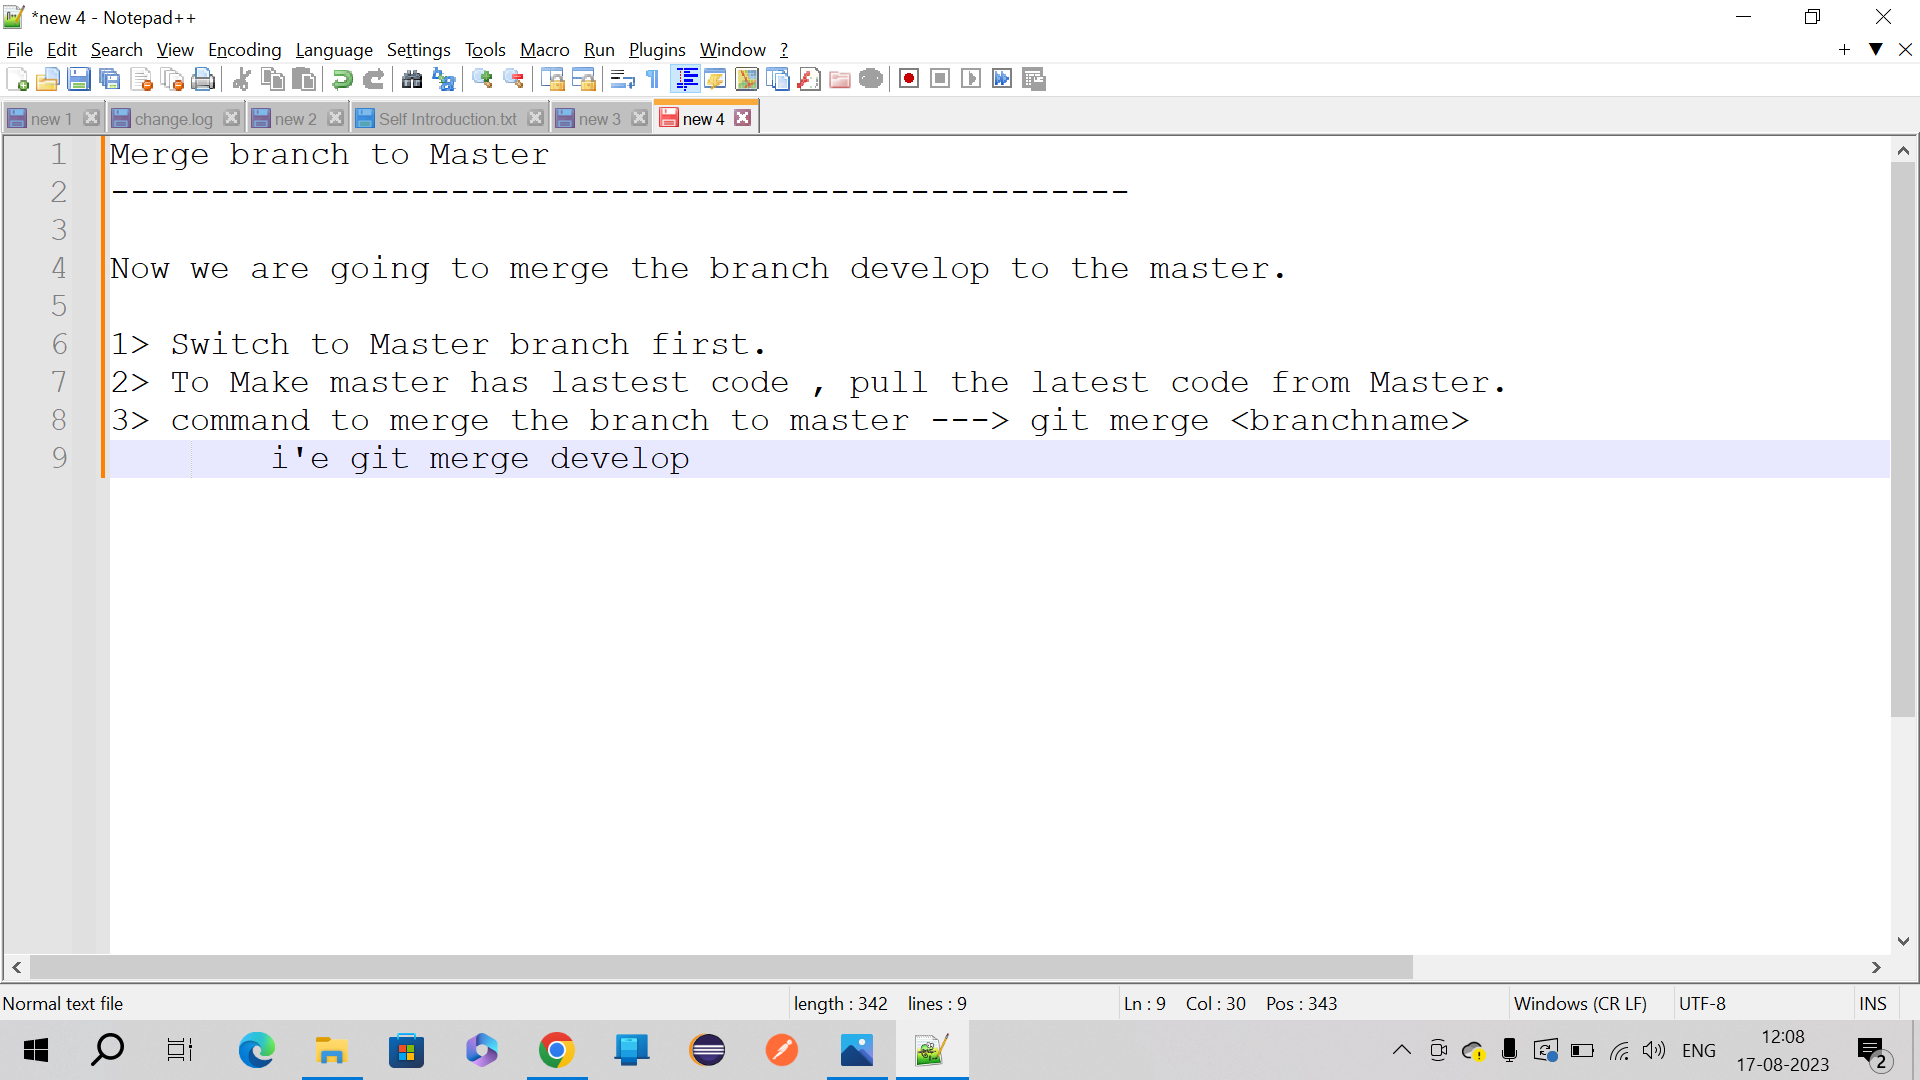 *new 4 - Notepad++
File Edit Search View Encoding Language Settings Tools Macro Run Plugins Window ?
new 1 change.log new 2 Self Introduction.txt new 3 new 4
1 Merge branch to Master
2 ---------------------------------------------------
3
4 Now we are going to merge the branch develop to the master.
5
6 1> Switch to Master branch first.
7 2> To Make master has lastest code , pull the latest code from Master.
8 3> command to merge the branch to master ---> git merge <branchname>
9 i'e git merge develop
Normal text file length : 342 lines : 9 Ln : 9 Col : 30 Pos : 343 Windows (CR LF) UTF-8 INS
ENG 12:08 2
17-08-2023